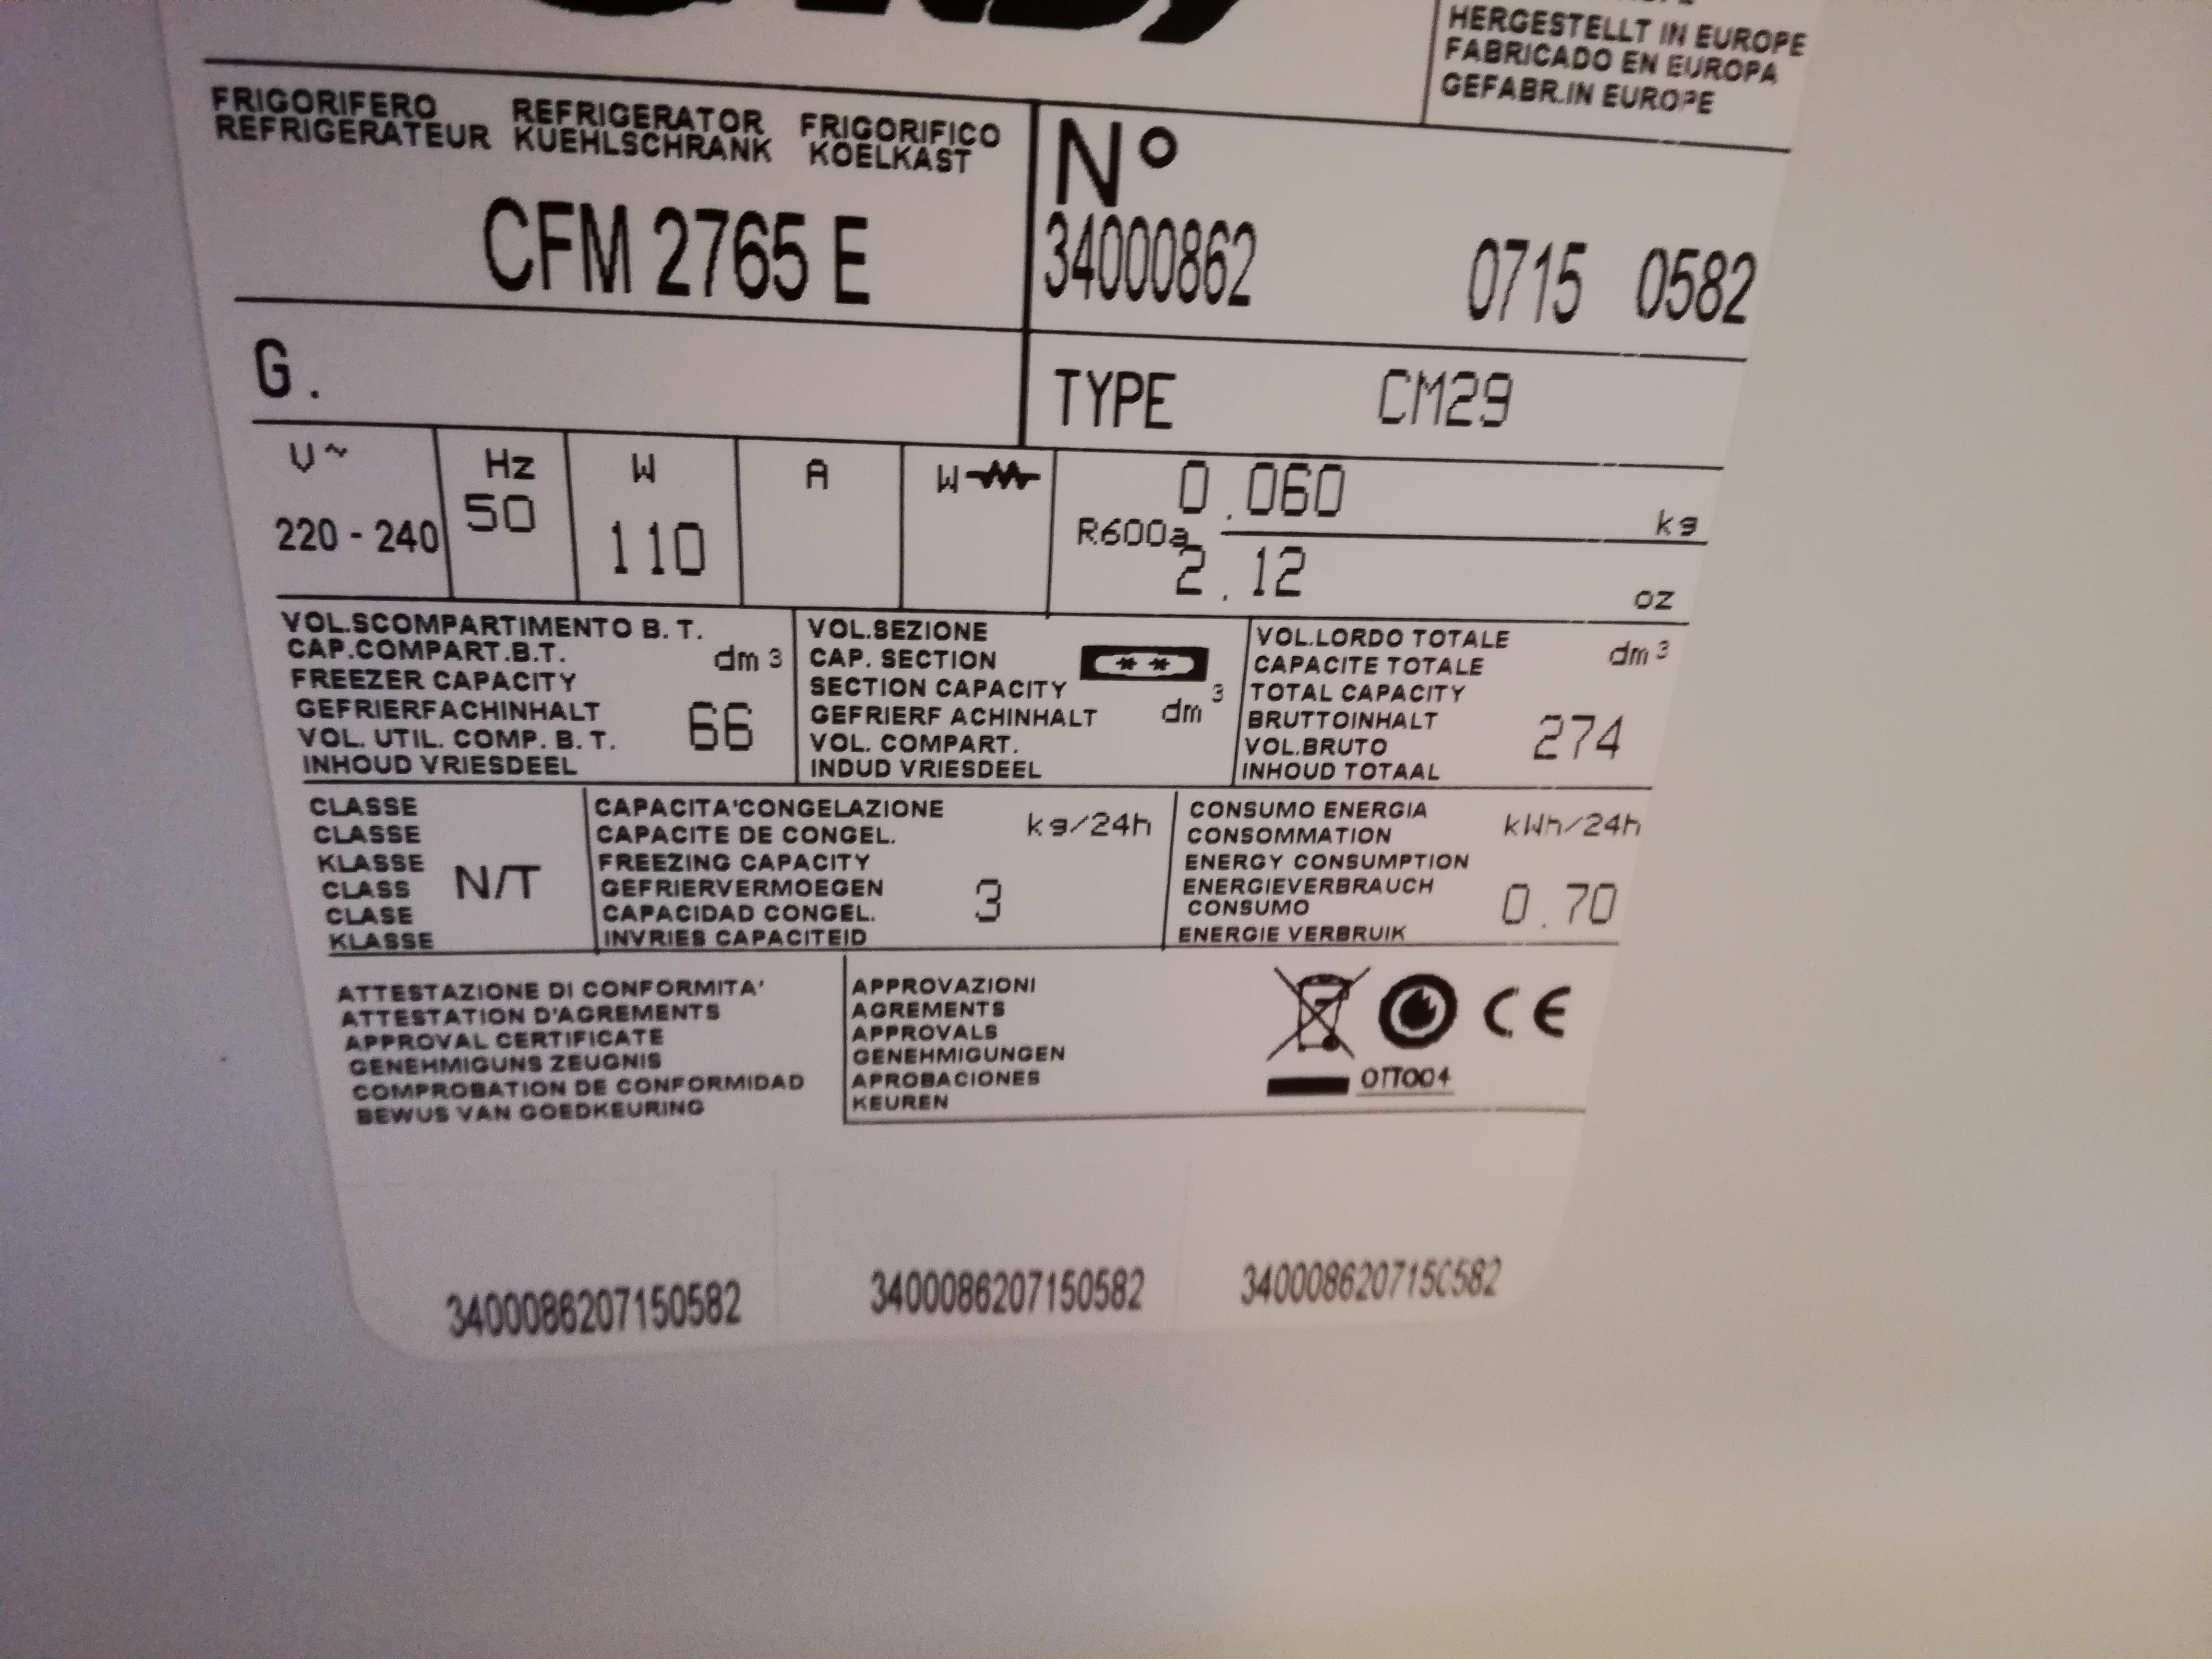 HERGESTELLT IN EUROPE
FABRICADO EN EUROPA
GEFABR.IN EUROPE
FRIGORIFERO REFRIGERATOR FRIGORIFICO
REFRIGERATEUR KUEHLSCHRANK KOELKAST
CFM 2765 E
N°
34000862 0715 0582
G.
TYPE CM29
V~
220 - 240
Hz
50
W
110
A
W
R600a
0.060 kg
2.12 oz
VOL.SCOMPARTIMENTO B. T.
CAP.COMPART.B.T. dm3
FREEZER CAPACITY
GEFRIERFACHINHALT 66
VOL. UTIL. COMP. B. T.
INHOUD VRIESDEEL
VOL.SEZIONE
CAP. SECTION **
SECTION CAPACITY
GEFRIERF ACHINHALT dm3
VOL. COMPART.
INDUD VRIESDEEL
VOL.LORDO TOTALE dm3
CAPACITE TOTALE
TOTAL CAPACITY
BRUTTOINHALT 274
VOL.BRUTO
INHOUD TOTAAL
CLASSE
CLASSE
KLASSE
CLASS N/T
CLASE
KLASSE
CAPACITA'CONGELAZIONE
CAPACITE DE CONGEL. kg/24h
FREEZING CAPACITY
GEFRIERVERMOEGEN 3
CAPACIDAD CONGEL.
INVRIES CAPACITEID
CONSUMO ENERGIA
CONSOMMATION kWh/24h
ENERGY CONSUMPTION
ENERGIEVERBRAUCH
CONSUMO 0.70
ENERGIE VERBRUIK
ATTESTAZIONE DI CONFORMITA'
ATTESTATION D'AGREMENTS
APPROVAL CERTIFICATE
GENEHMIGUNS ZEUGNIS
COMPROBATION DE CONFORMIDAD
BEWUS VAN GOEDKEURING
APPROVAZIONI
AGREMENTS
APPROVALS
GENEHMIGUNGEN
APROBACIONES
KEUREN
CE
OTT004
3400086207150582 3400086207150582 3400086207150582